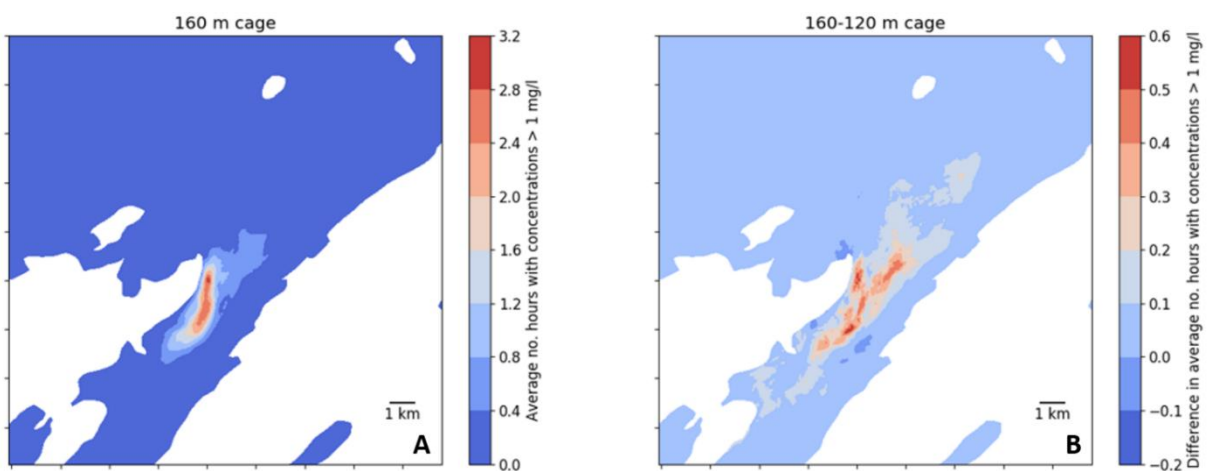 160 m cage
3.2
2.8
2.4
2.0
1.6
1.2
0.8
0.4
0.0
Average no. hours with concentrations > 1 mg/l
1 km
A
160-120 m cage
0.6
0.5
0.4
0.3
0.2
0.1
0.0
−0.1
−0.2
Difference in average no. hours with concentrations > 1 mg/l
1 km
B